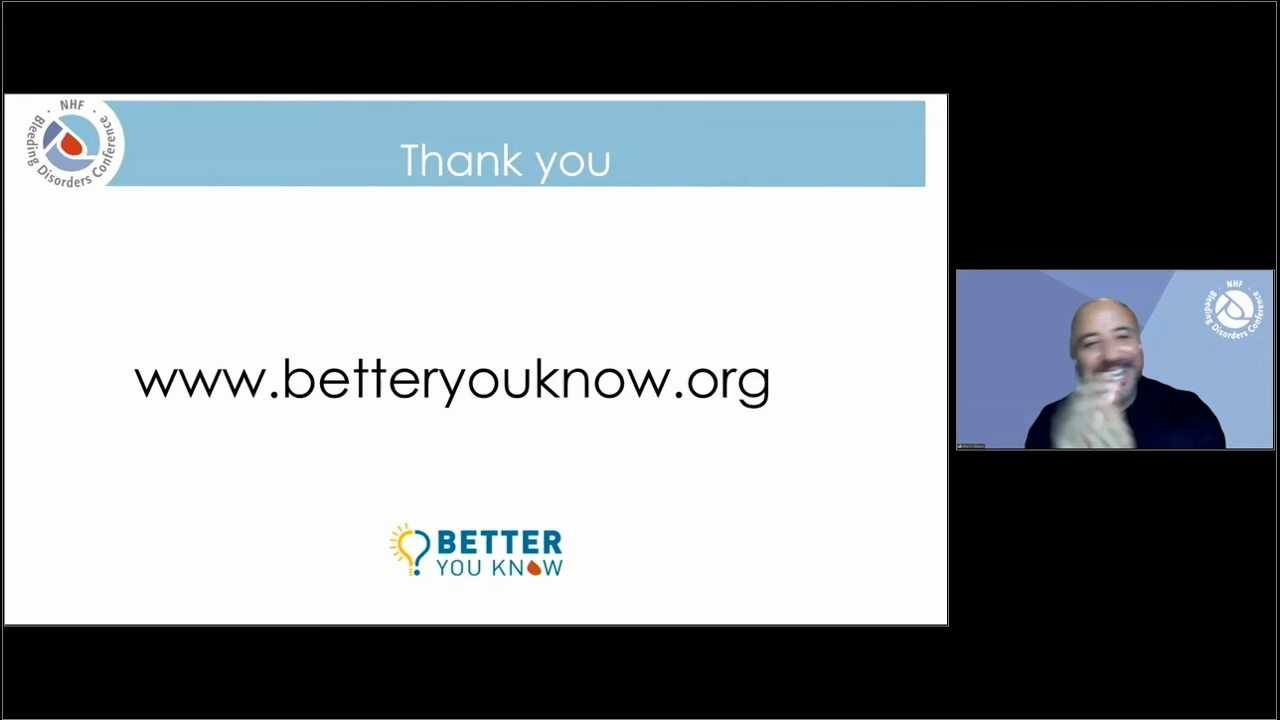 NHF
Bleeding Disorders Conference
Thank you
www.betteryouknow.org
BETTER
YOU KNOW
NHF
Bleeding Disorders Conference